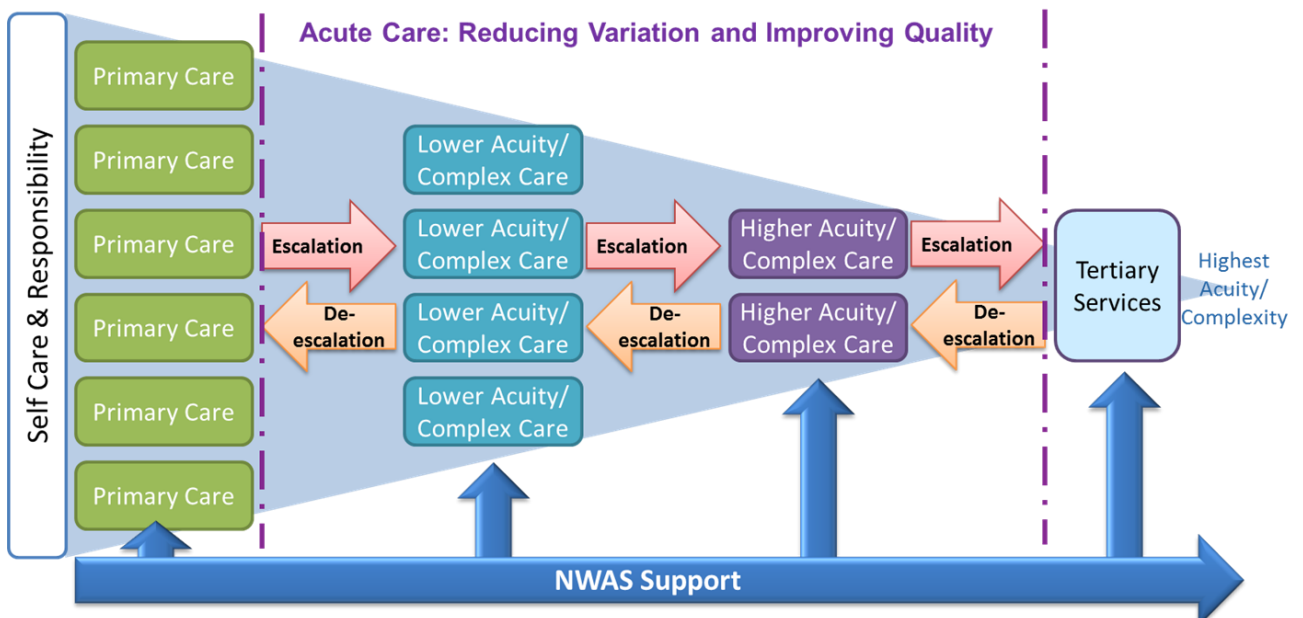 Acute Care: Reducing Variation and Improving Quality
Self Care & Responsibility
Primary Care
Primary Care
Primary Care
Primary Care
Primary Care
Primary Care
Escalation
De-
escalation
Lower Acuity/
Complex Care
Lower Acuity/
Complex Care
Lower Acuity/
Complex Care
Lower Acuity/
Complex Care
Escalation
De-
escalation
Higher Acuity/
Complex Care
Higher Acuity/
Complex Care
Escalation
De-
escalation
Tertiary
Services
Highest
Acuity/
Complexity
NWAS Support